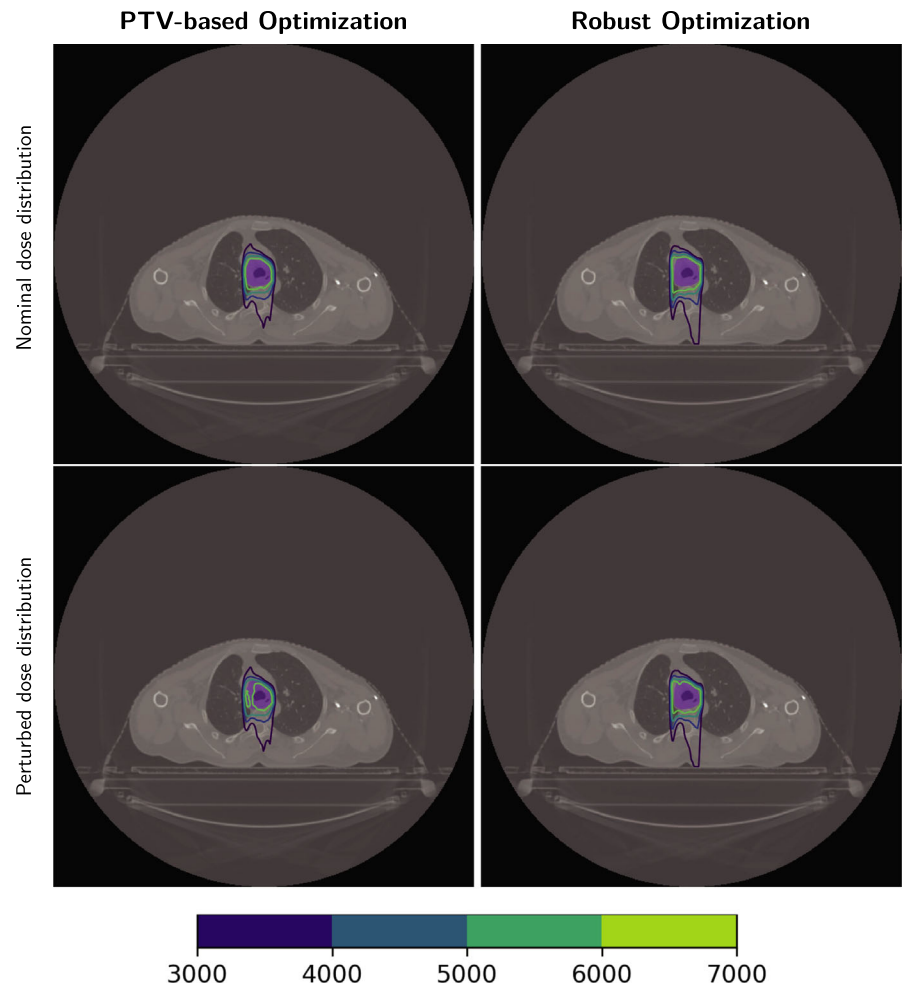 PTV-based Optimization
Robust Optimization
Nominal dose distribution
Perturbed dose distribution
3000 4000 5000 6000 7000